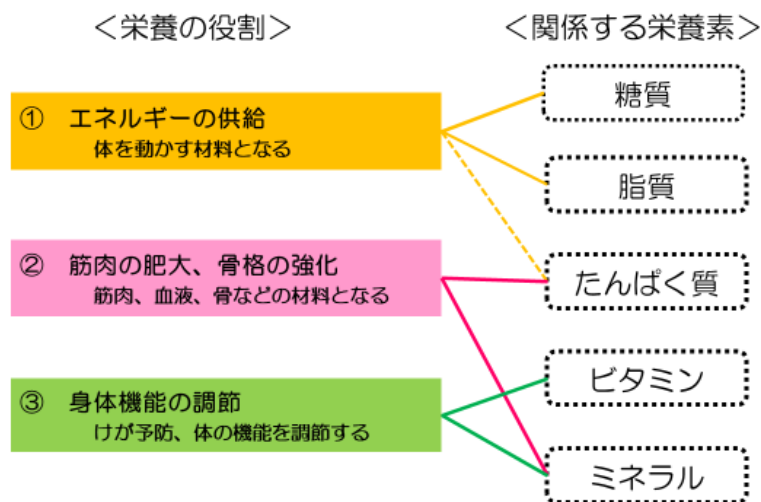 ＜栄養の役割＞
＜関係する栄養素＞
① エネルギーの供給
体を動かす材料となる
② 筋肉の肥大、骨格の強化
筋肉、血液、骨などの材料となる
③ 身体機能の調節
けが予防、体の機能を調節する
糖質
脂質
たんぱく質
ビタミン
ミネラル